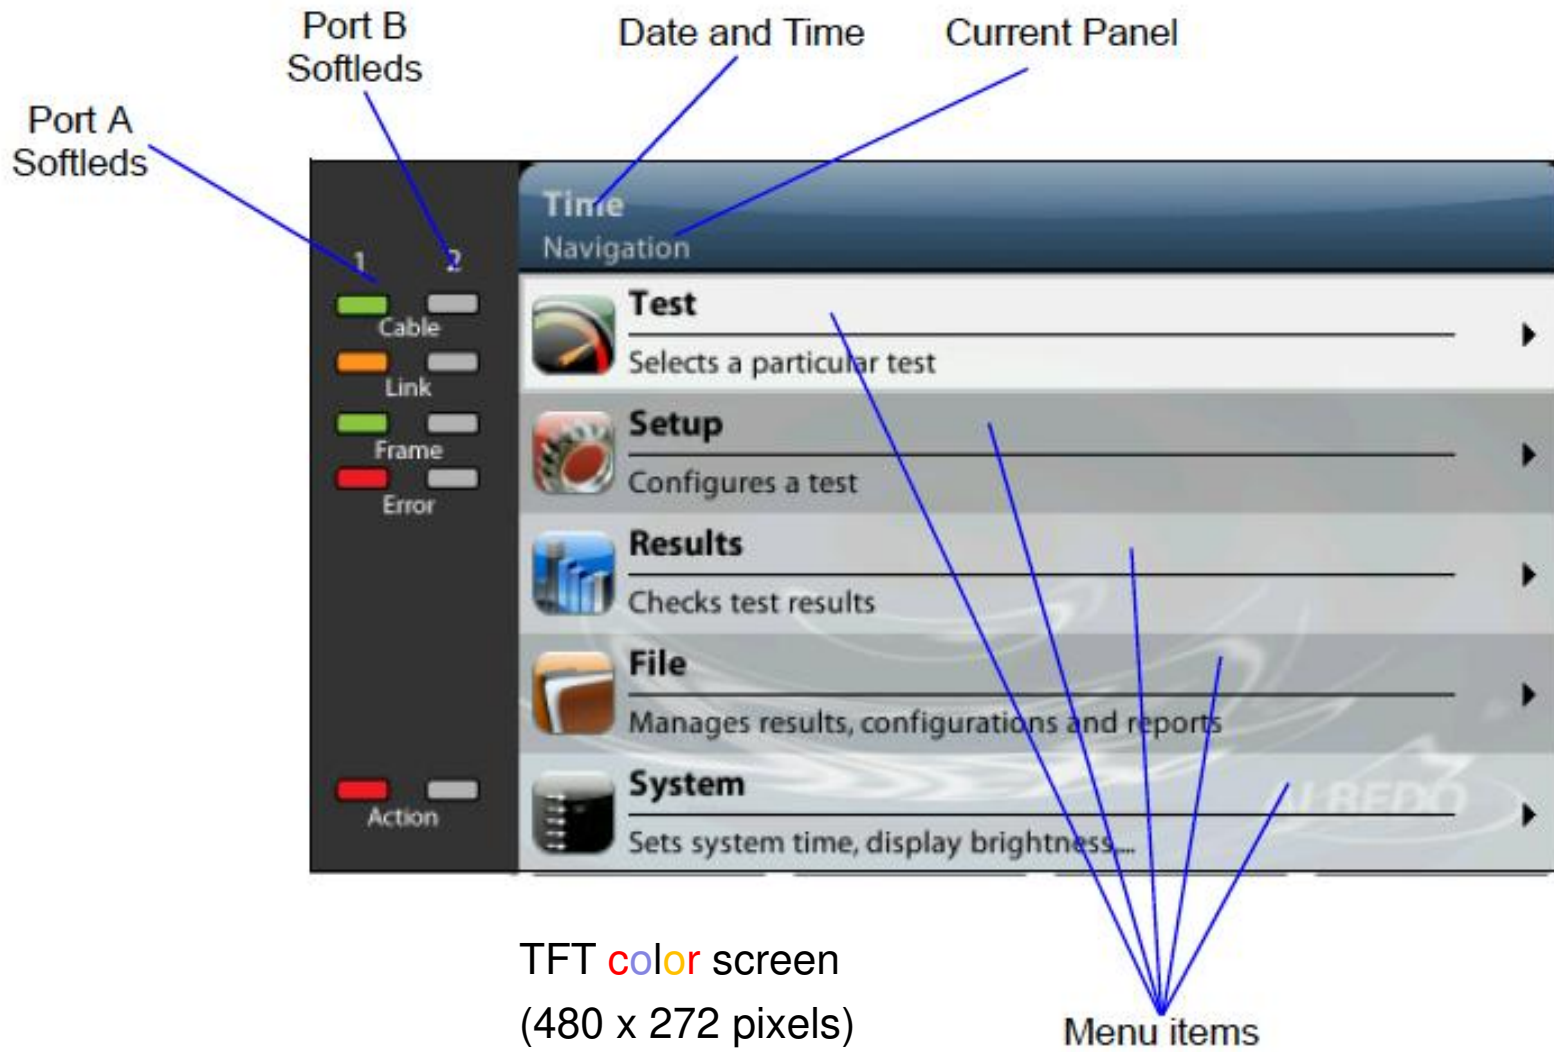 Port B
Softleds
Date and Time
Current Panel
Port A
Softleds
Time
Navigation
1 2
Cable
Link
Frame
Error
Action
Test
Selects a particular test
Setup
Configures a test
Results
Checks test results
File
Manages results, configurations and reports
System
Sets system time, display brightness...
ALBEDO
TFT color screen
(480 x 272 pixels)
Menu items